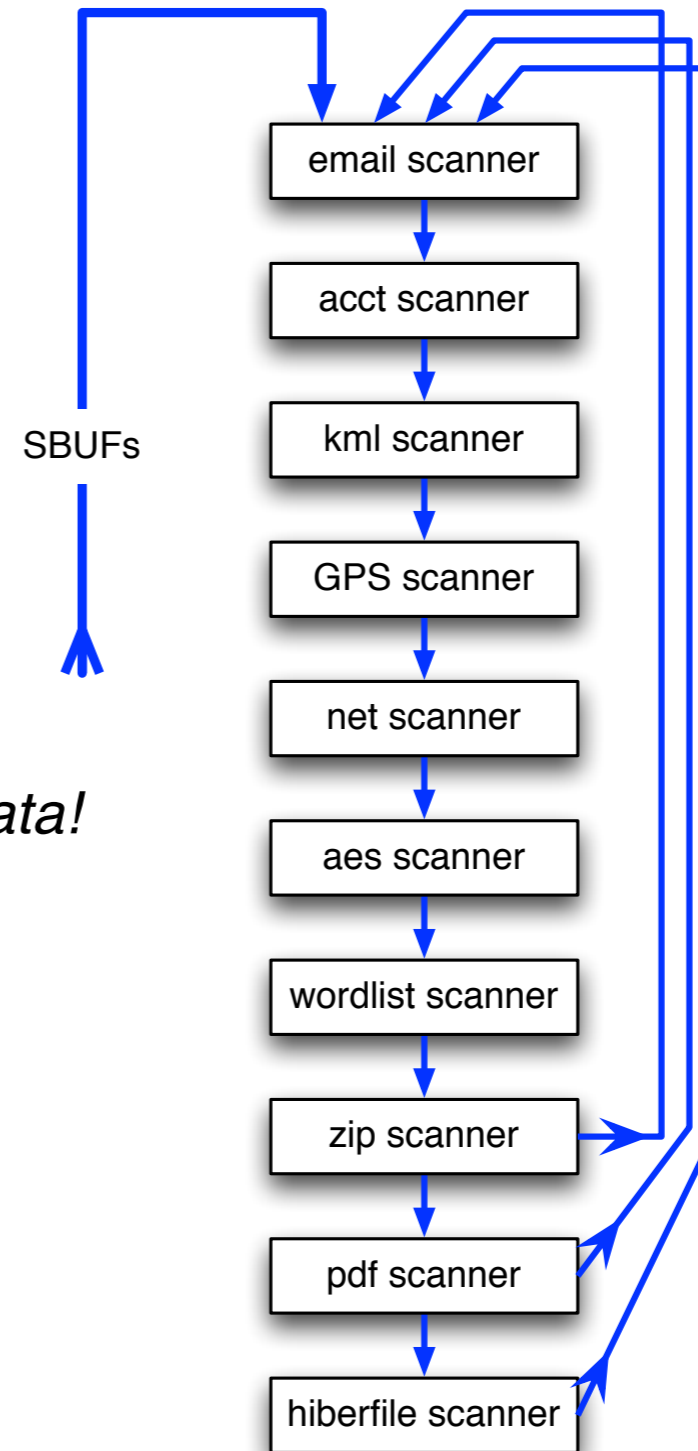 email scanner
acct scanner
kml scanner
SBUFs
GPS scanner
net scanner
ata!
aes scanner
wordlist scanner
zip scanner
pdf scanner
hiberfile scanner